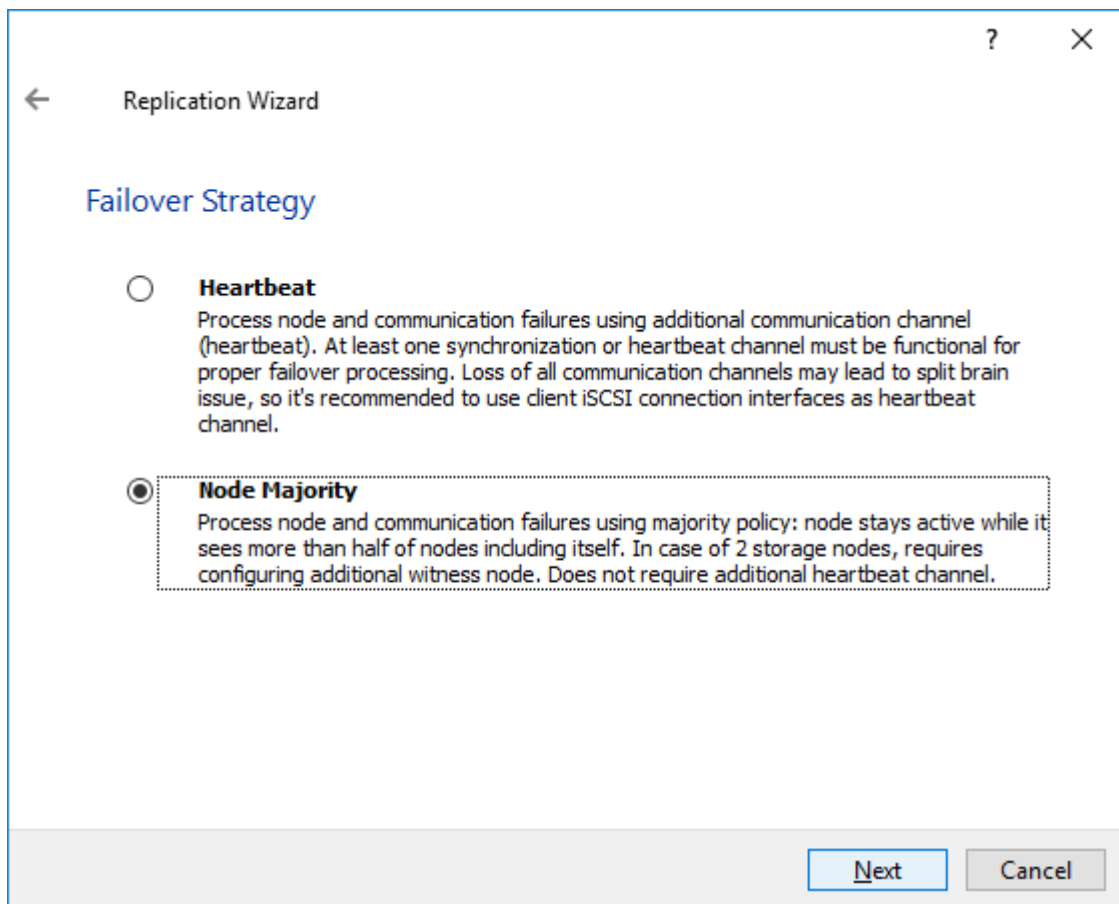 ?
Replication Wizard
Failover Strategy
Heartbeat
Process node and communication failures using additional communication channel
(heartbeat). At least one synchronization or heartbeat channel must be functional for
proper failover processing. Loss of all communication channels may lead to split brain
issue, so it's recommended to use client iSCSI connection interfaces as heartbeat
channel.
Node Majority
Process node and communication failures using majority policy: node stays active while it
sees more than half of nodes including itself. In case of 2 storage nodes, requires
configuring additional witness node. Does not require additional heartbeat channel.
Next Cancel